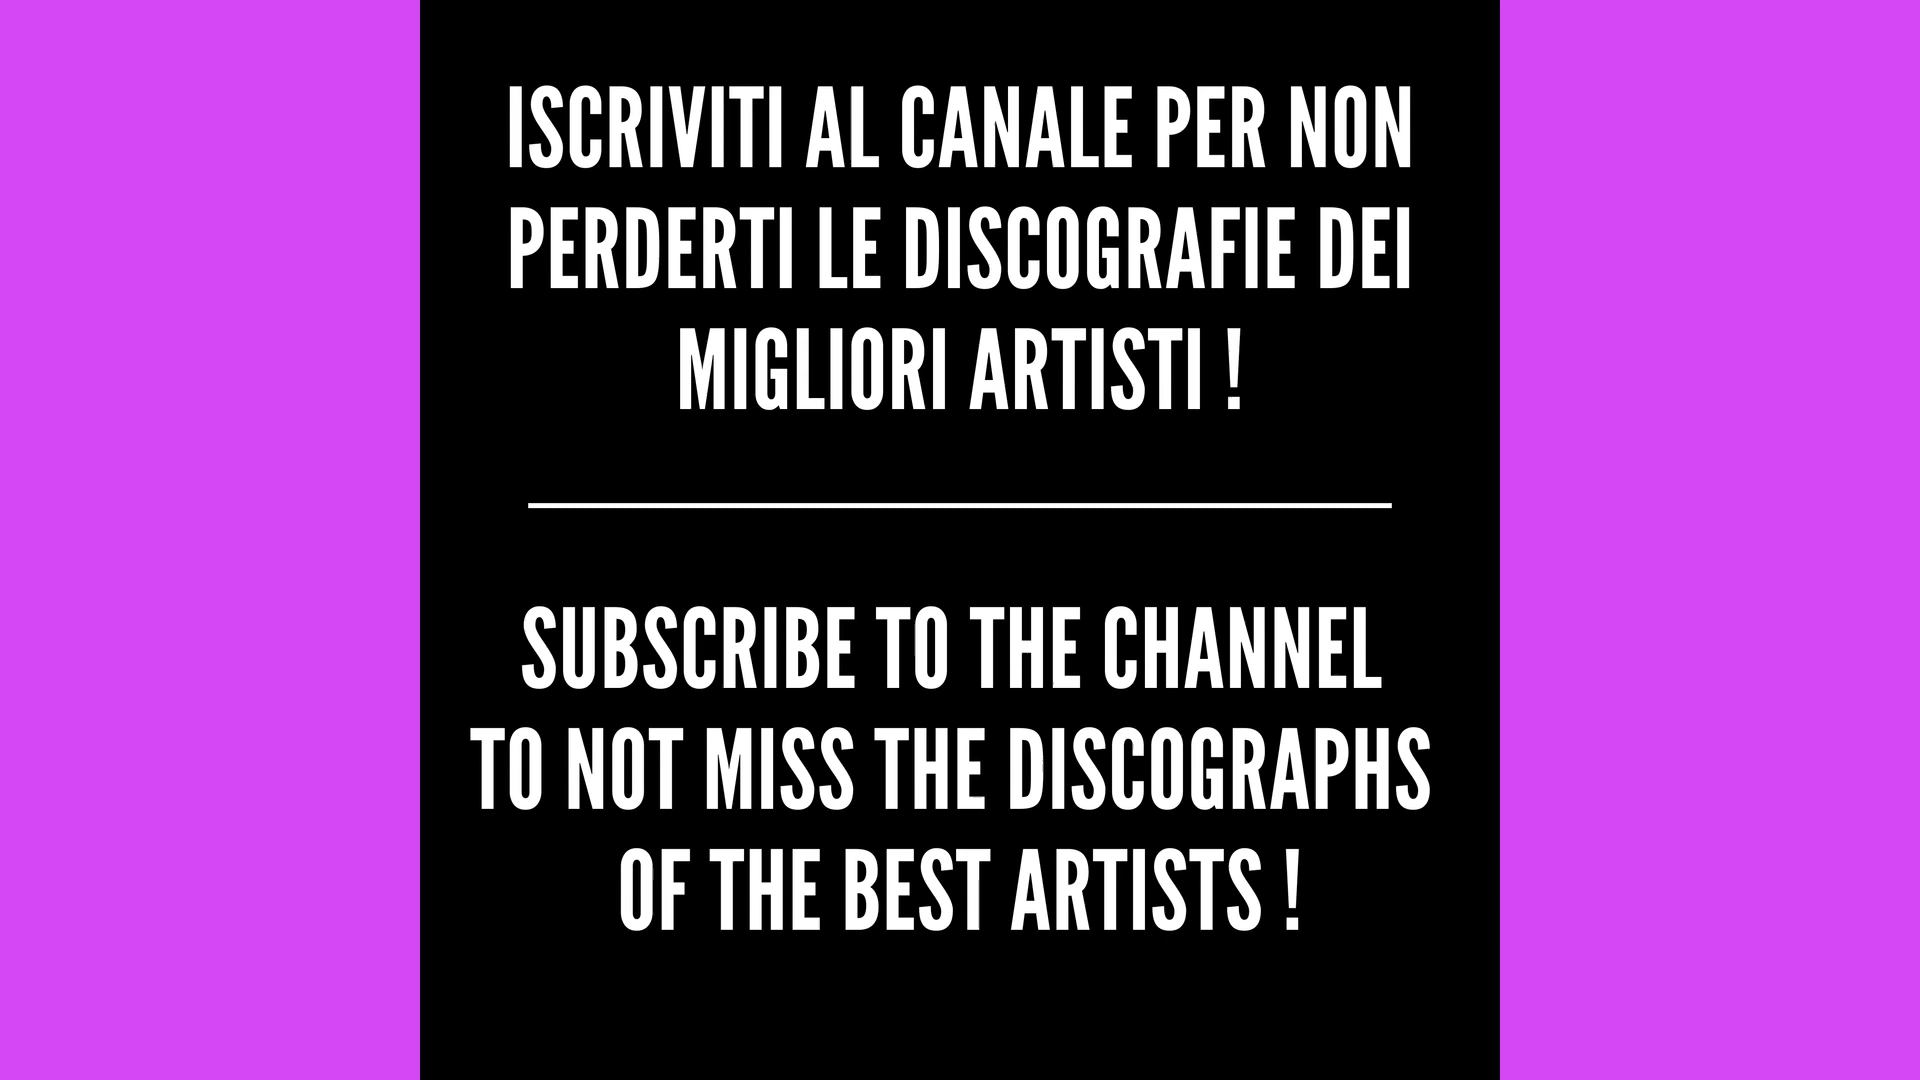 ISCRIVITI AL CANALE PER NON
PERDERTI LE DISCOGRAFIE DEI
MIGLIORI ARTISTI !
SUBSCRIBE TO THE CHANNEL
TO NOT MISS THE DISCOGRAPHS
OF THE BEST ARTISTS !